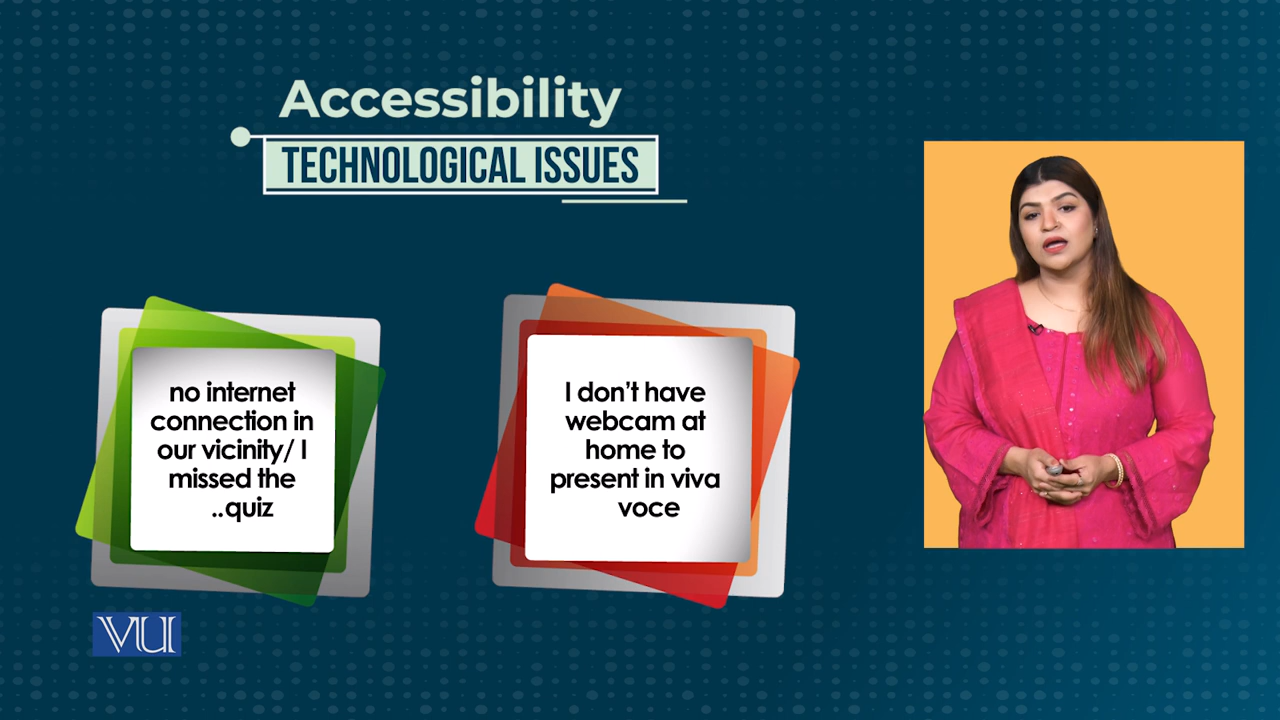 Accessibility
TECHNOLOGICAL ISSUES
no internet
connection in
our vicinity/ I
missed the
..quiz
I don't have
webcam at
home to
present in viva
voce
VU